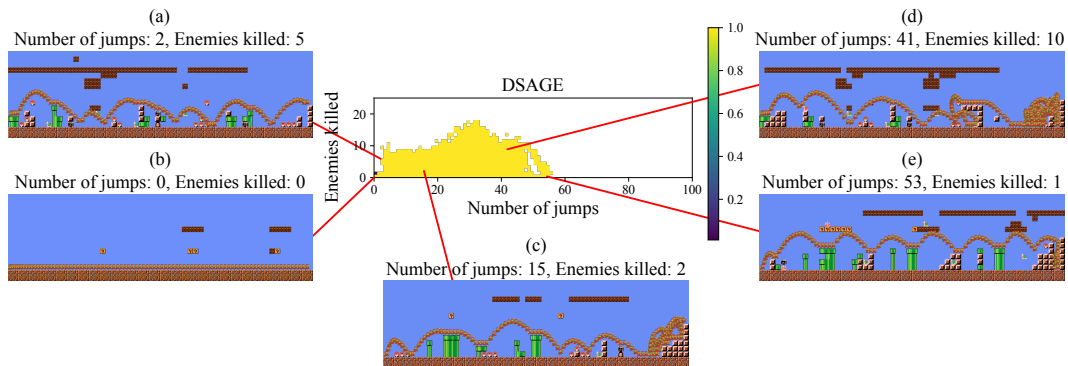 (a)
Number of jumps: 2, Enemies killed: 5
(b)
Number of jumps: 0, Enemies killed: 0
DSAGE
Enemies killed
20
10
0
0
20
40
60
80
100
Number of jumps
1.0
0.8
0.6
0.4
0.2
(c)
Number of jumps: 15, Enemies killed: 2
(d)
Number of jumps: 41, Enemies killed: 10
(e)
Number of jumps: 53, Enemies killed: 1